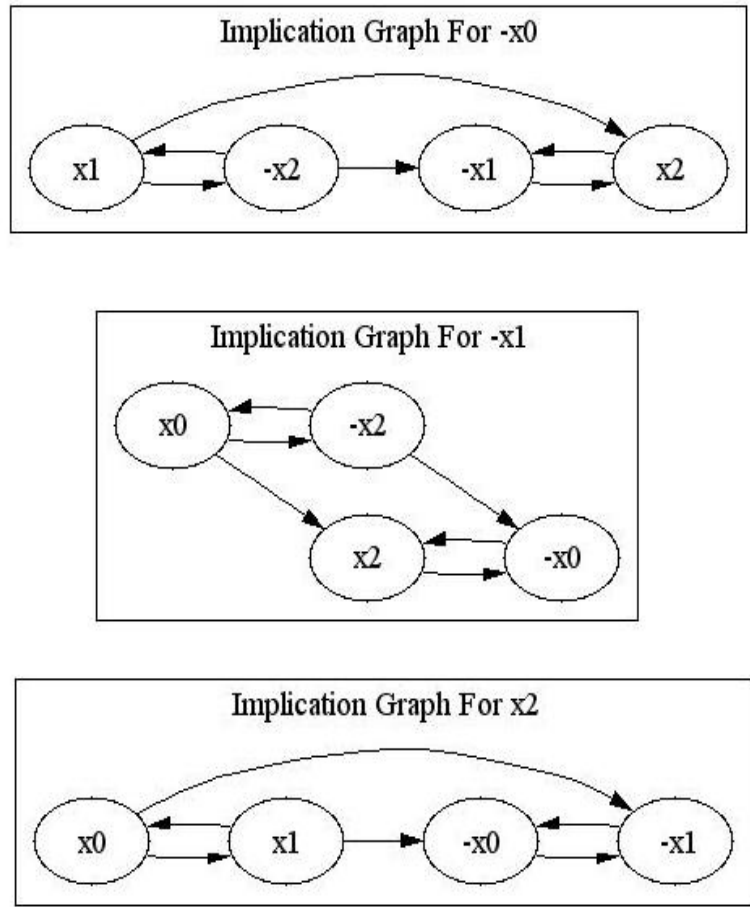 Implication Graph For -x0
x1 -x2 -x1 x2
Implication Graph For -x1
x0 -x2
x2 -x0
Implication Graph For x2
x0 x1 -x0 -x1